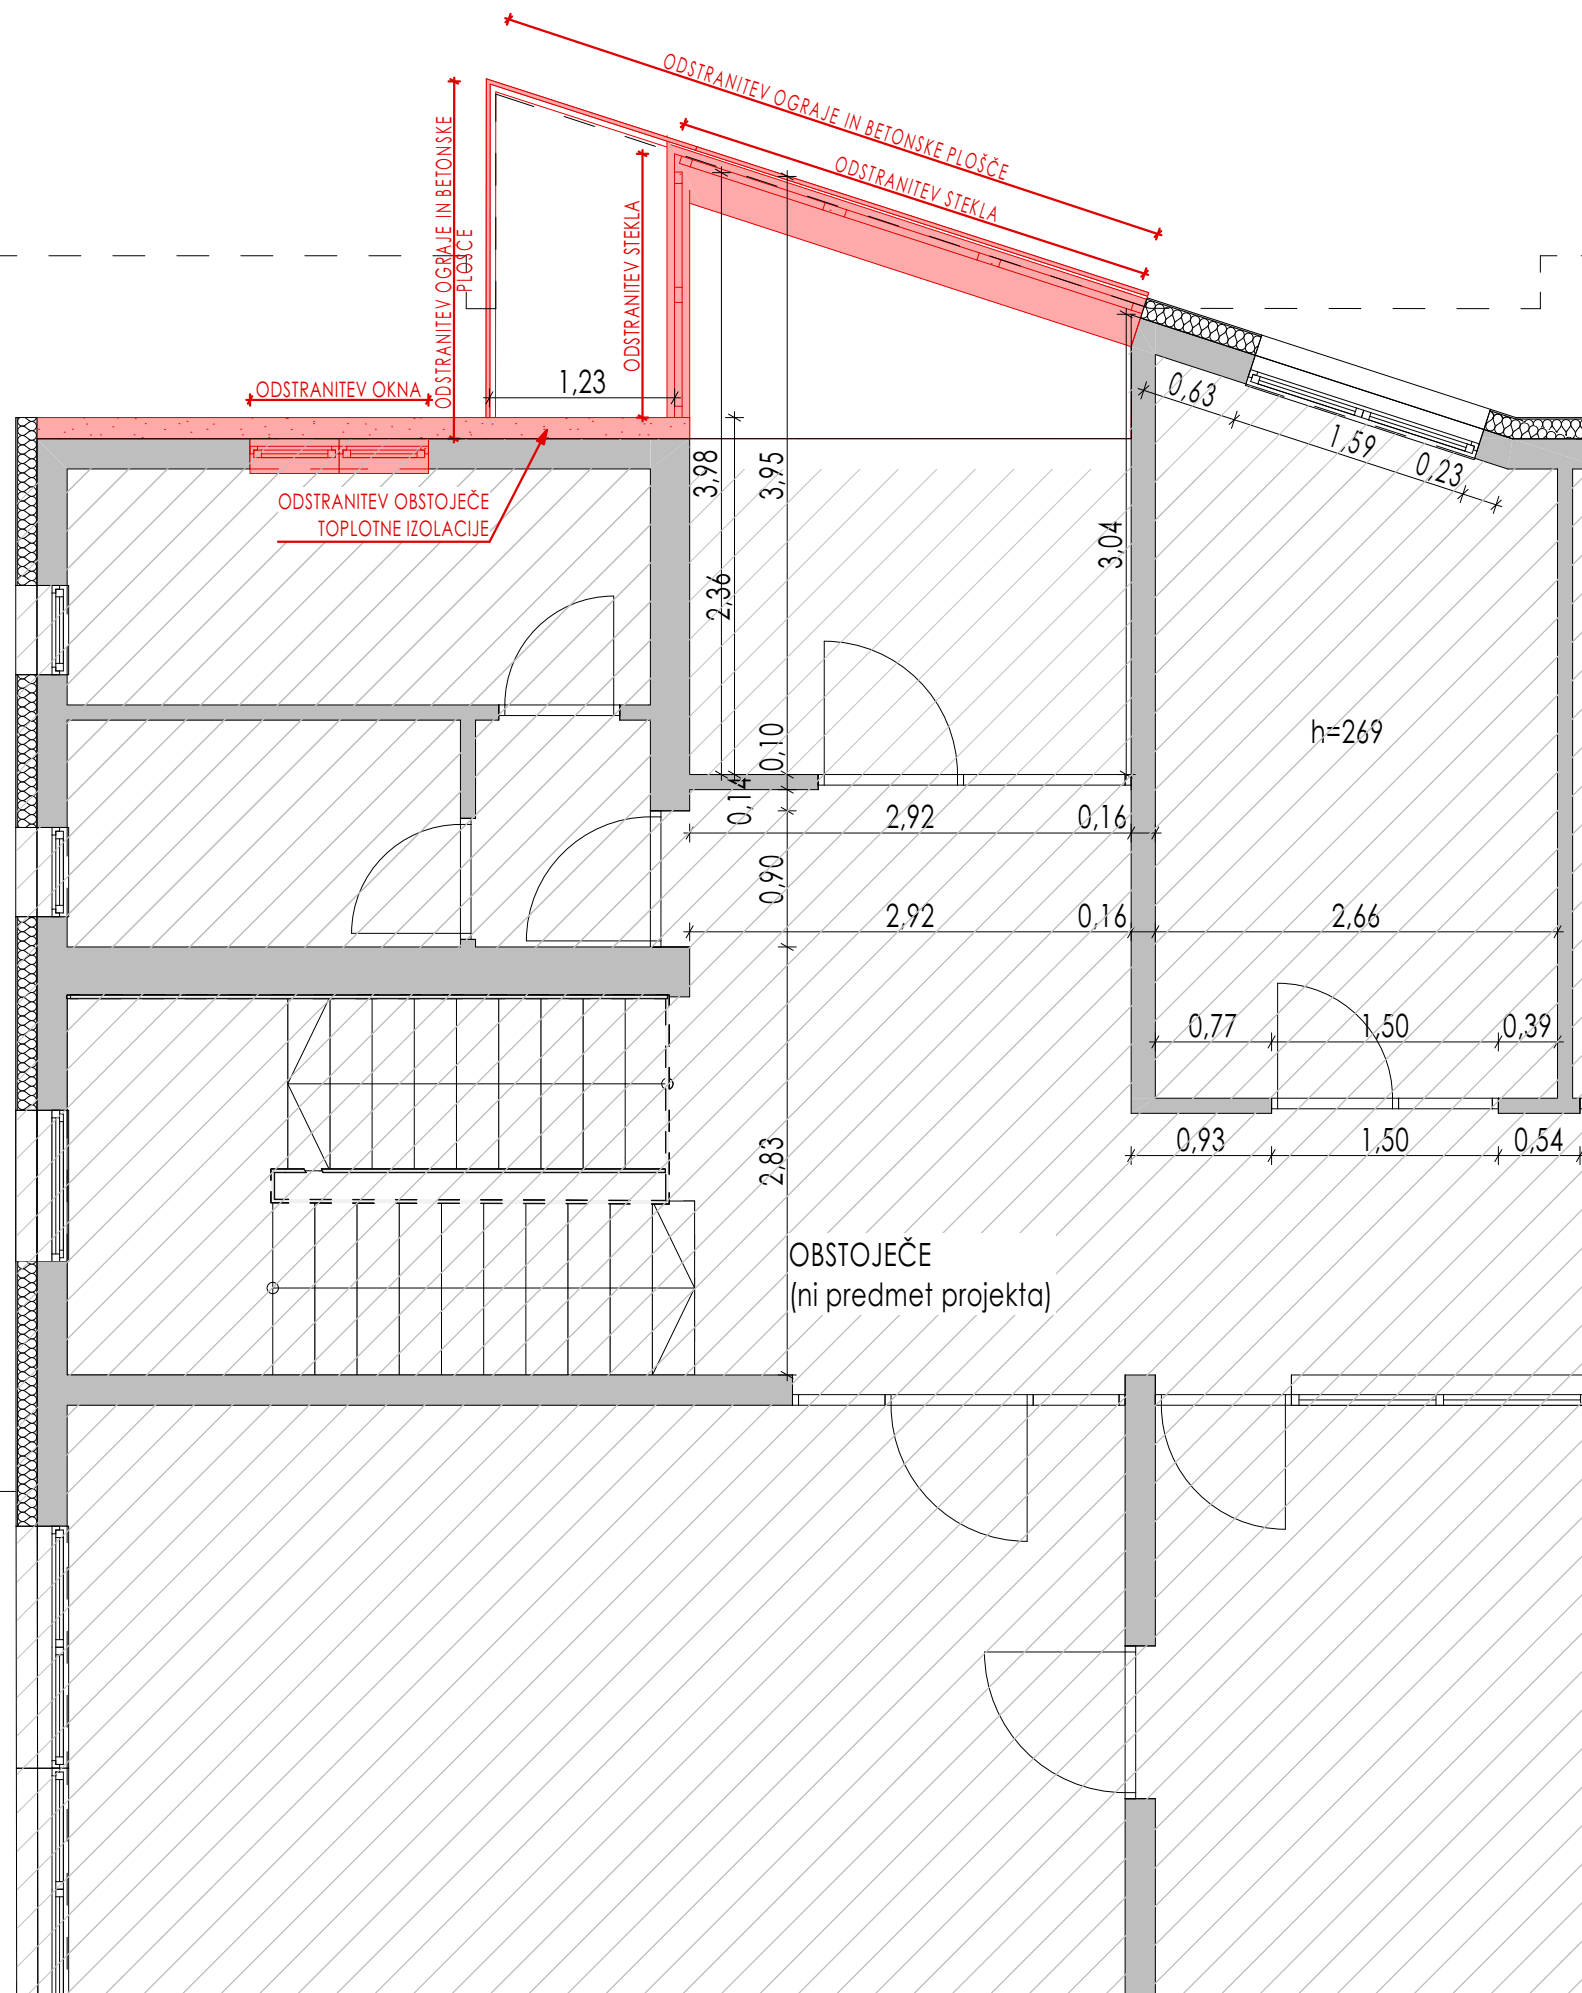 ODSTRANITEV OGRAJE IN BETONSKE PLOŠČE
ODSTRANITEV STEKLA
ODSTRANITEV OGRAJE IN BETONSKE
PLOŠČE
ODSTRANITEV STEKLA
ODSTRANITEV OKNA
1,23
ODSTRANITEV OBSTOJEČE
TOPLOTNE IZOLACIJE
0,63
1,59
0,23
3,98
3,95
2,36
3,04
h=269
0,10
0,14
2,92
0,16
0,90
2,92
0,16
2,66
0,77
1,50
0,39
0,93
1,50
0,54
2,83
OBSTOJEČE
(ni predmet projekta)